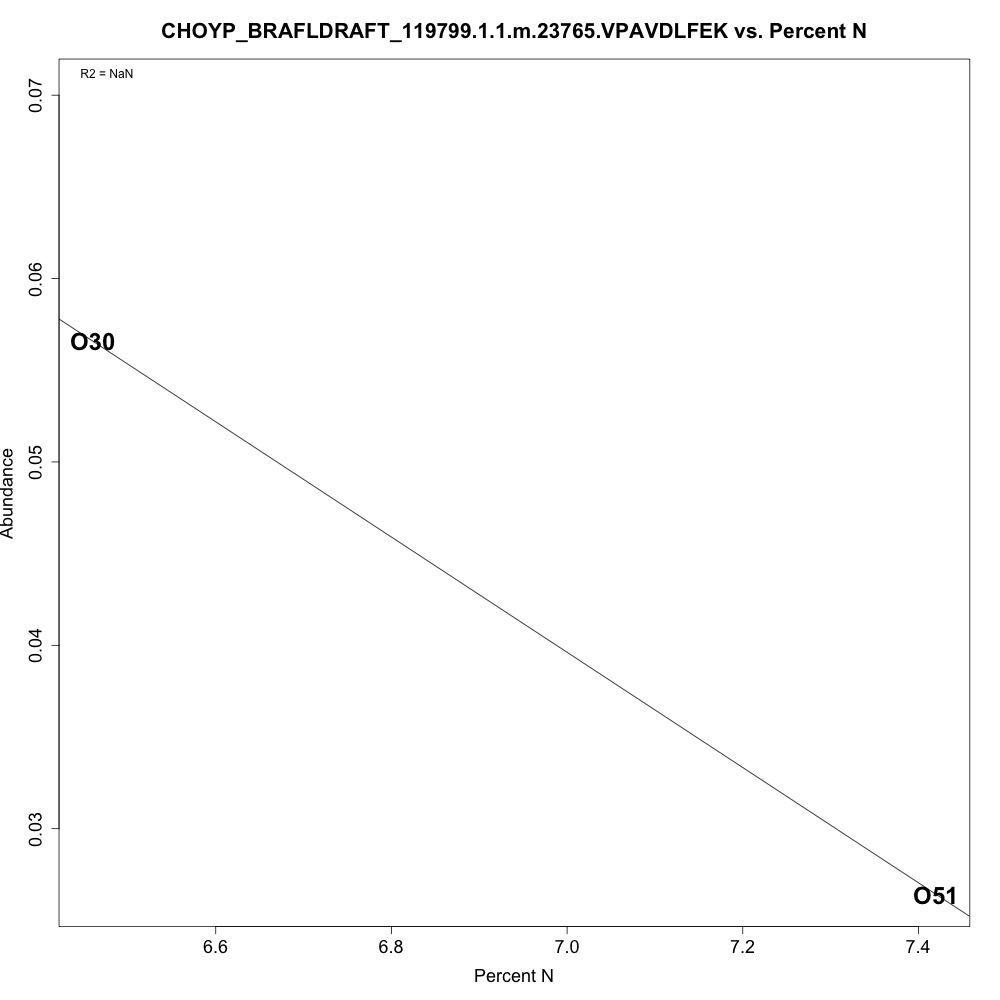 CHOYP_BRAFLDRAFT_119799.1.1.m.23765.VPAVDLFEK vs. Percent N
R2 = NaN
0.07
0.06
0.05
0.04
0.03
Abundance
O30
O51
6.6 6.8 7.0 7.2 7.4
Percent N